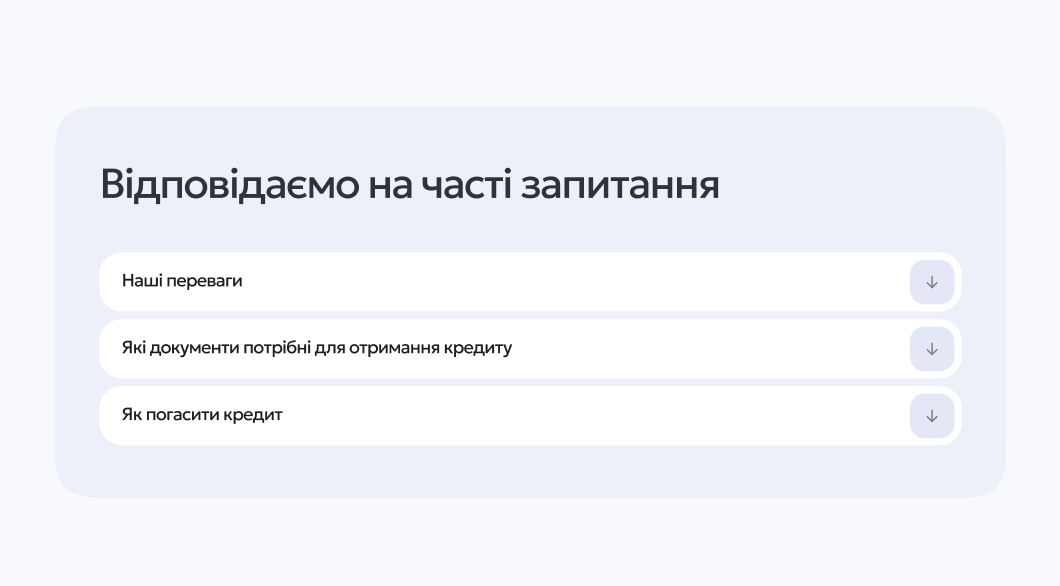 Відповідаємо на часті запитання
Наші переваги
Які документи потрібні для отримання кредиту
Як погасити кредит